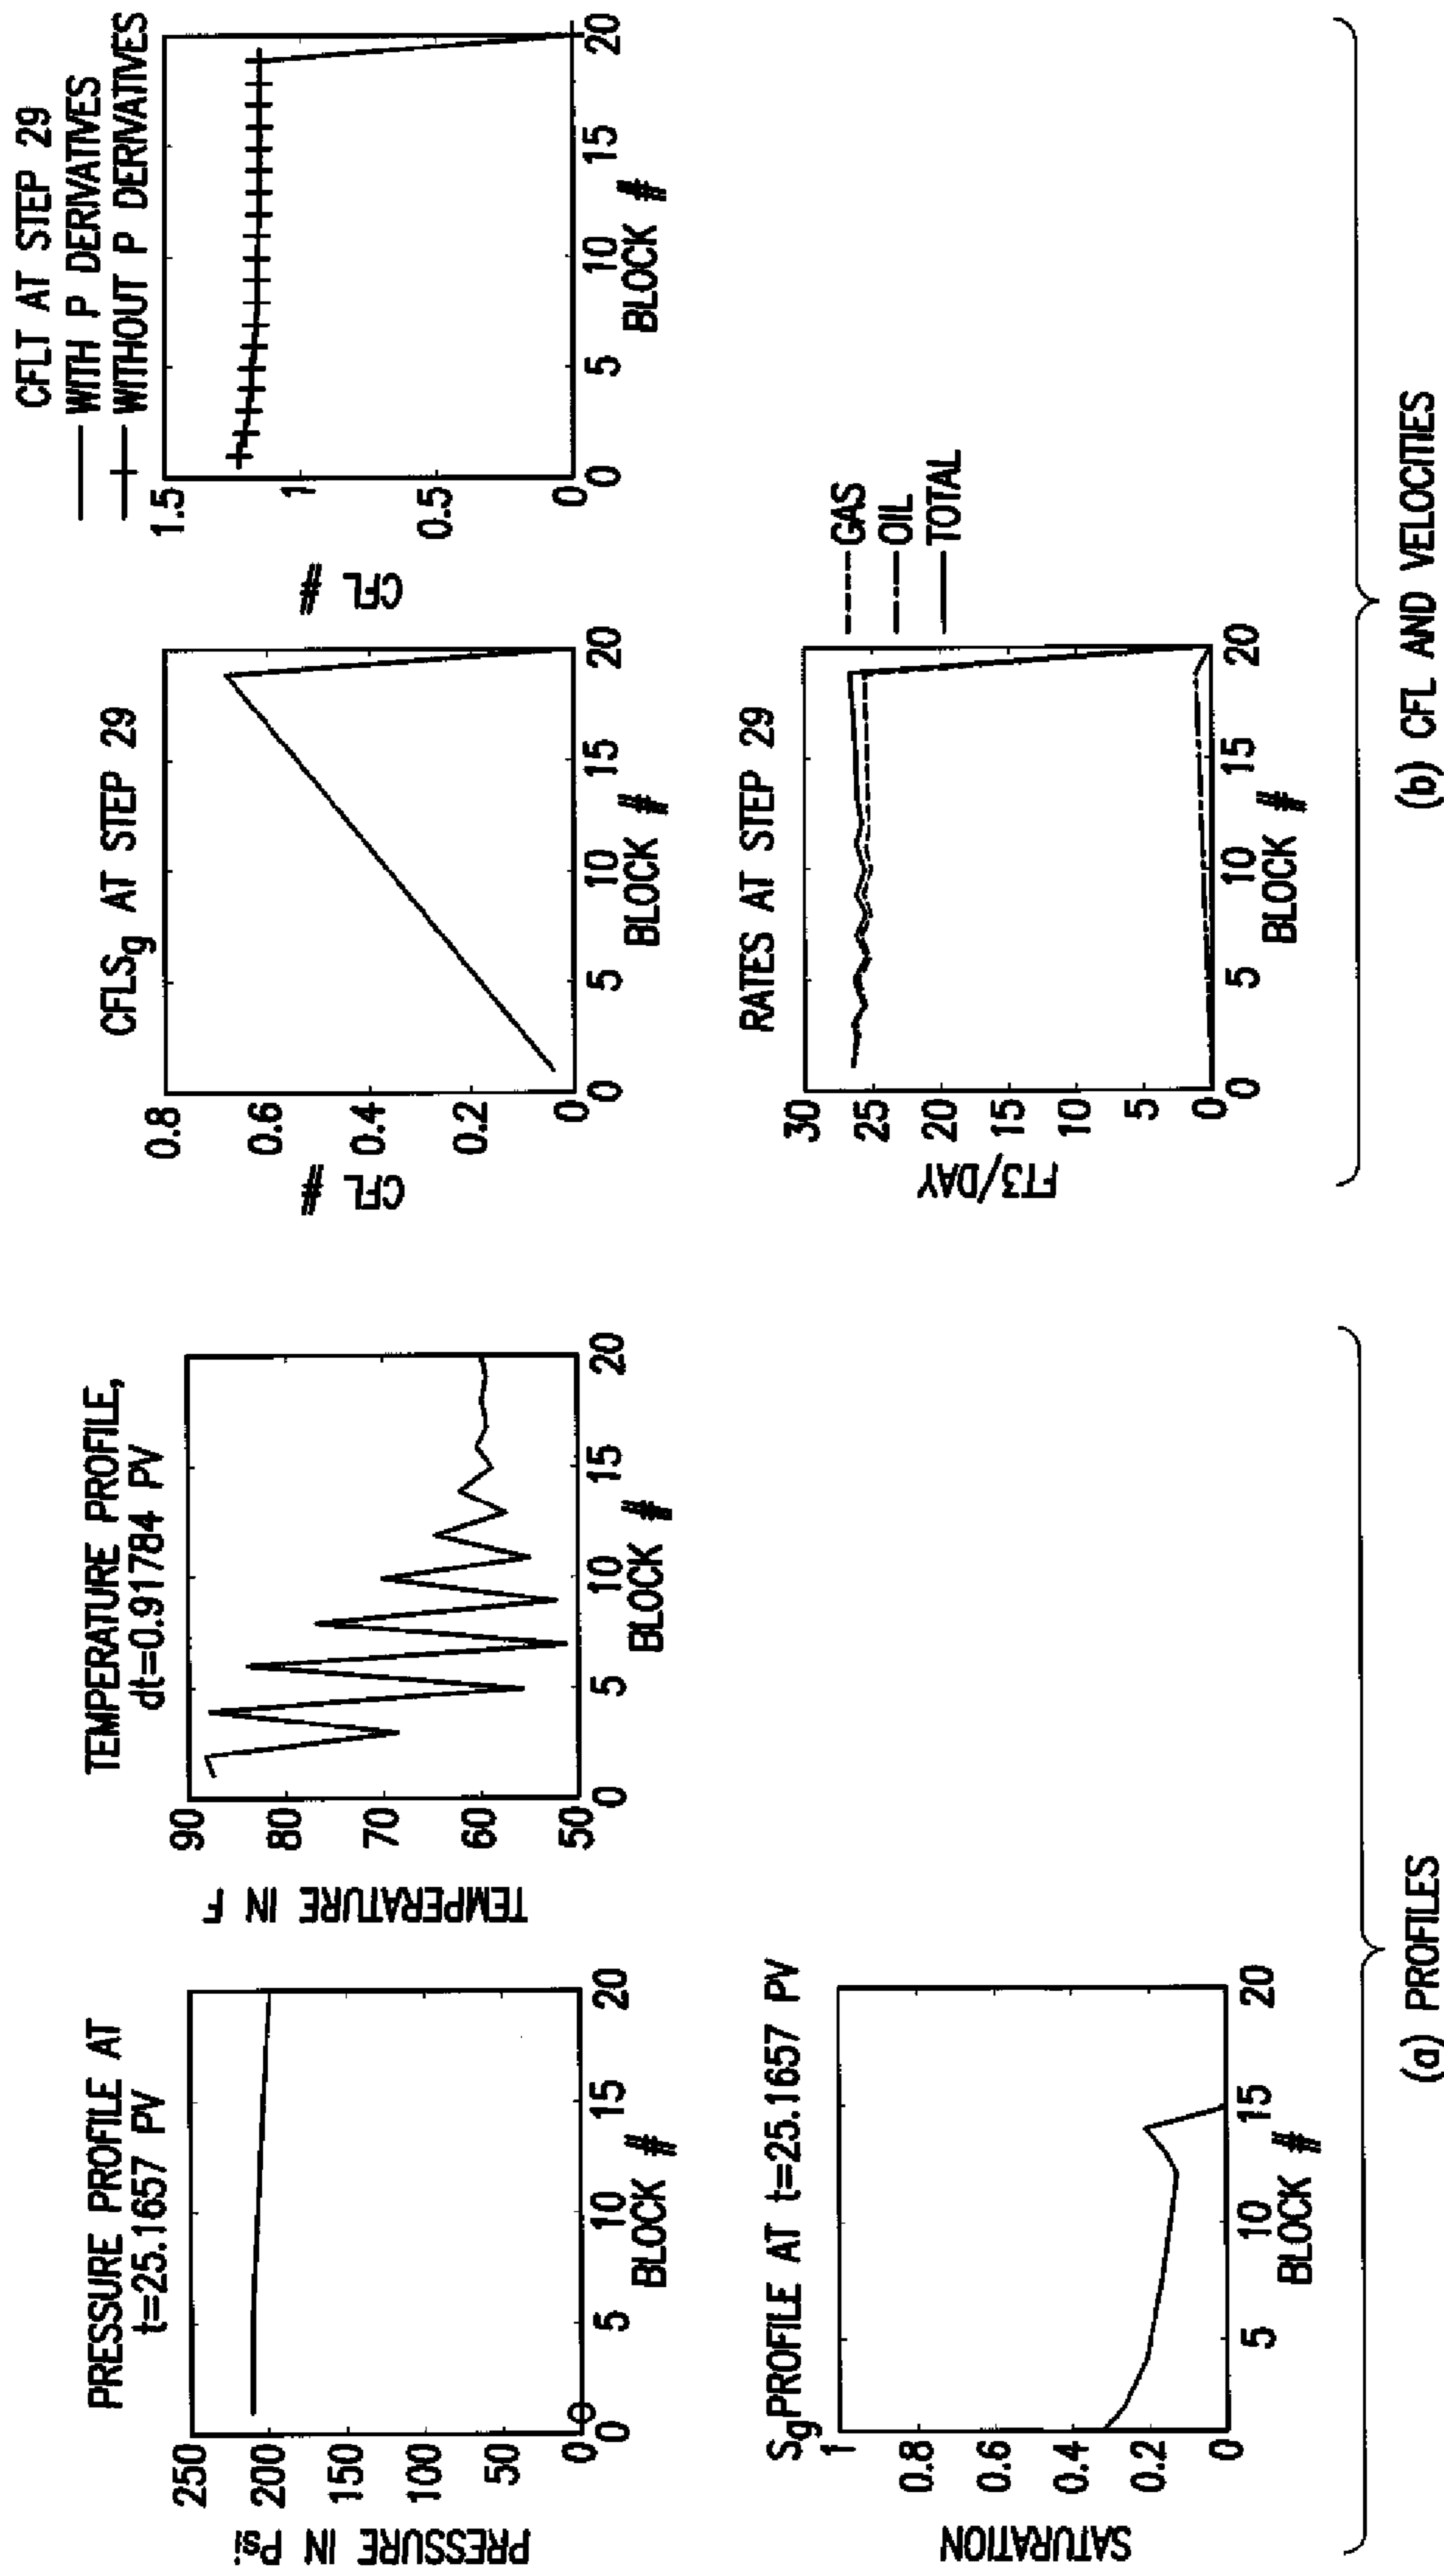 PRESSURE PROFILE AT
t=25.1657 PV
250
200
150
100
50
0
PRESSURE IN Psi
0 5 10 15 20
BLOCK #
TEMPERATURE PROFILE,
dt=0.91784 PV
90
80
70
60
50
TEMPERATURE IN F
0 5 10 15 20
BLOCK #
SgPROFILE AT t=25.1657 PV
1
0.8
0.6
0.4
0.2
0
SATURATION
5 10 15 20
BLOCK #
(a) PROFILES
CFLSg AT STEP 29
0.8
0.6
0.4
0.2
0
CFL #
0 5 10 15 20
BLOCK #
CFLT AT STEP 29
WITH P DERIVATIVES
WITHOUT P DERIVATIVES
1.5
1
0.5
0
CFL #
0 5 10 15 20
BLOCK #
RATES AT STEP 29
30
25
20
15
10
5
0
FT3/DAY
0 5 10 15 20
BLOCK #
GAS
OIL
TOTAL
(b) CFL AND VELOCITIES